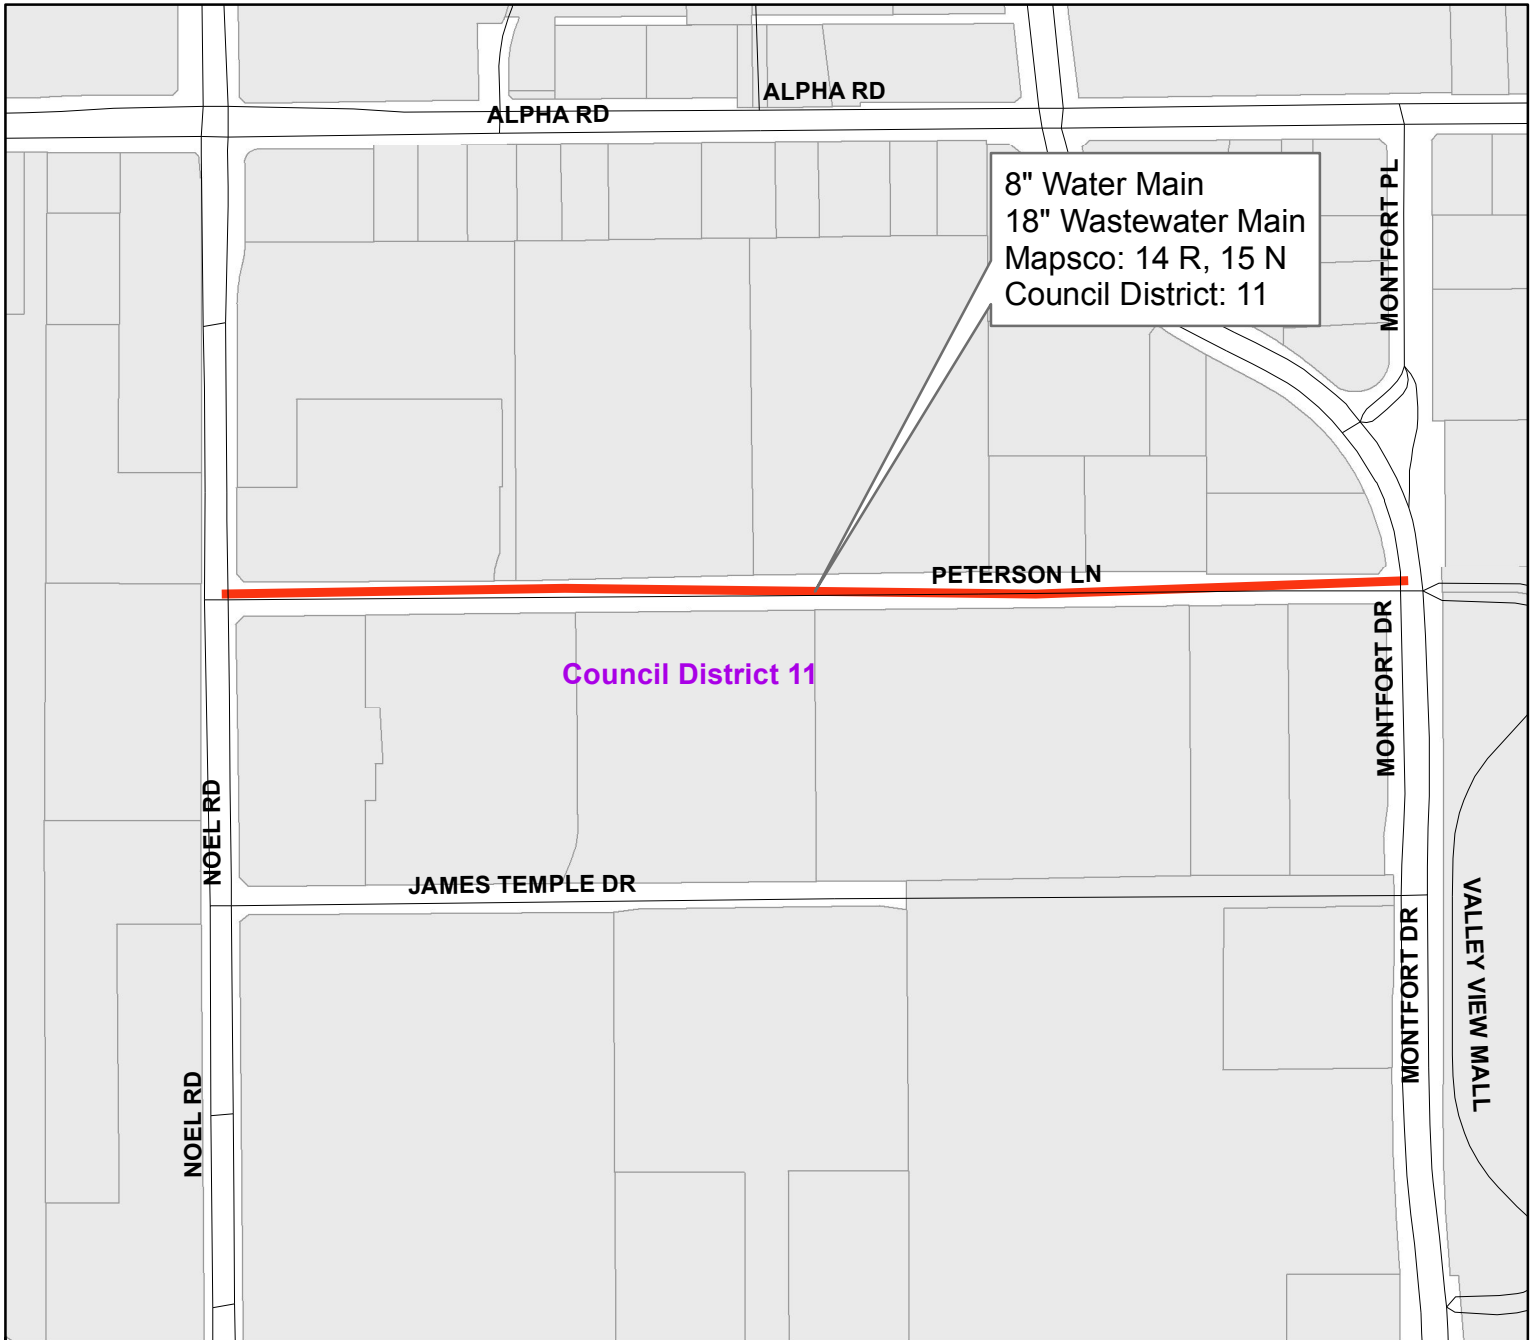 ALPHA RD
ALPHA RD
8" Water Main
18" Wastewater Main
Mapsco: 14 R, 15 N
Council District: 11
MONTFORT PL
PETERSON LN
Council District 11
MONTFORT DR
NOEL RD
JAMES TEMPLE DR
MONTFORT DR
VALLEY VIEW MALL
NOEL RD